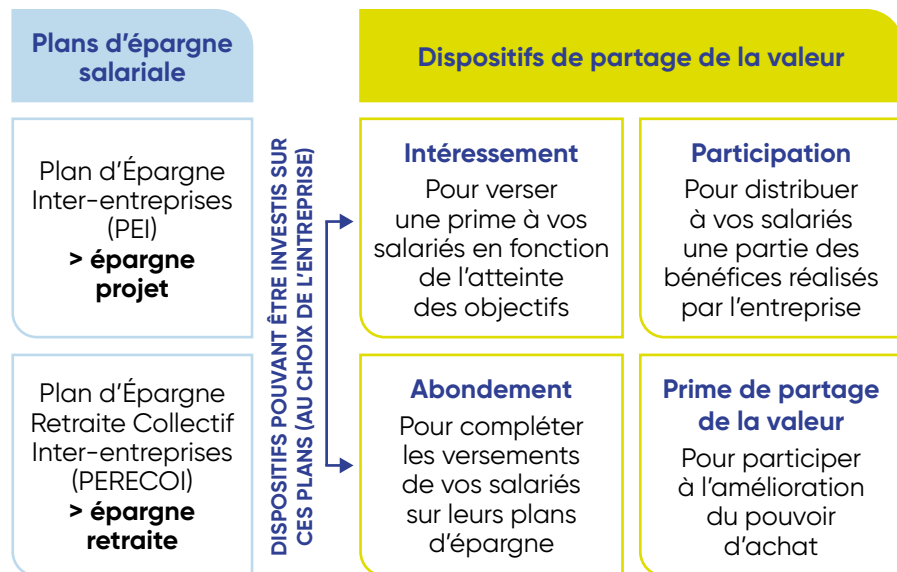 Plans d’épargne
salariale
Plan d’Épargne
Inter-entreprises
(PEI)
> épargne
projet
Plan d’Épargne
Retraite Collectif
Inter-entreprises
(PERECOI)
> épargne
retraite
DISPOSITIFS POUVANT ÊTRE INVESTIS SUR
CES PLANS (AU CHOIX DE L’ENTREPRISE)
Dispositifs de partage de la valeur
Intéressement
Pour verser
une prime à vos
salariés en fonction
de l’atteinte
des objectifs
Participation
Pour distribuer
à vos salariés
une partie des
bénéfices réalisés
par l’entreprise
Abondement
Pour compléter
les versements
de vos salariés
sur leurs plans
d’épargne
Prime de partage
de la valeur
Pour participer
à l’amélioration
du pouvoir
d’achat